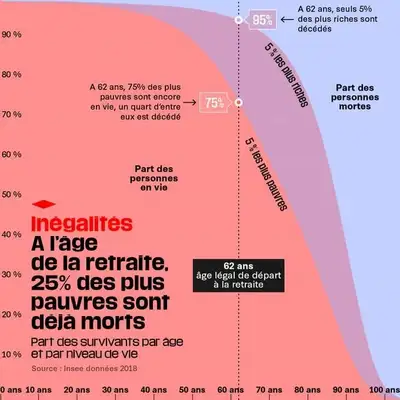 90 %
80 %
70 %
60 %
50 %
40 %
30 %
20 %
10 %
A 62 ans, seuls 5%
des plus riches sont
décédés
95%
A 62 ans, 75% des plus
pauvres sont encore
en vie, un quart d'entre
eux est décédé
75%
5% les plus riches
5% les plus pauvres
Part des
personnes
mortes
Part des
personnes
en vie
Inégalités
A l'âge
de la retraite,
25% des plus
pauvres sont
déjà morts
Part des survivants par âge
et par niveau de vie
Source : Insee données 2018
62 ans
âge légal de départ
à la retraite
0 ans
10 ans
20 ans
30 ans
40 ans
50 ans
60 ans
70 ans
80 ans
90 ans
100 ans